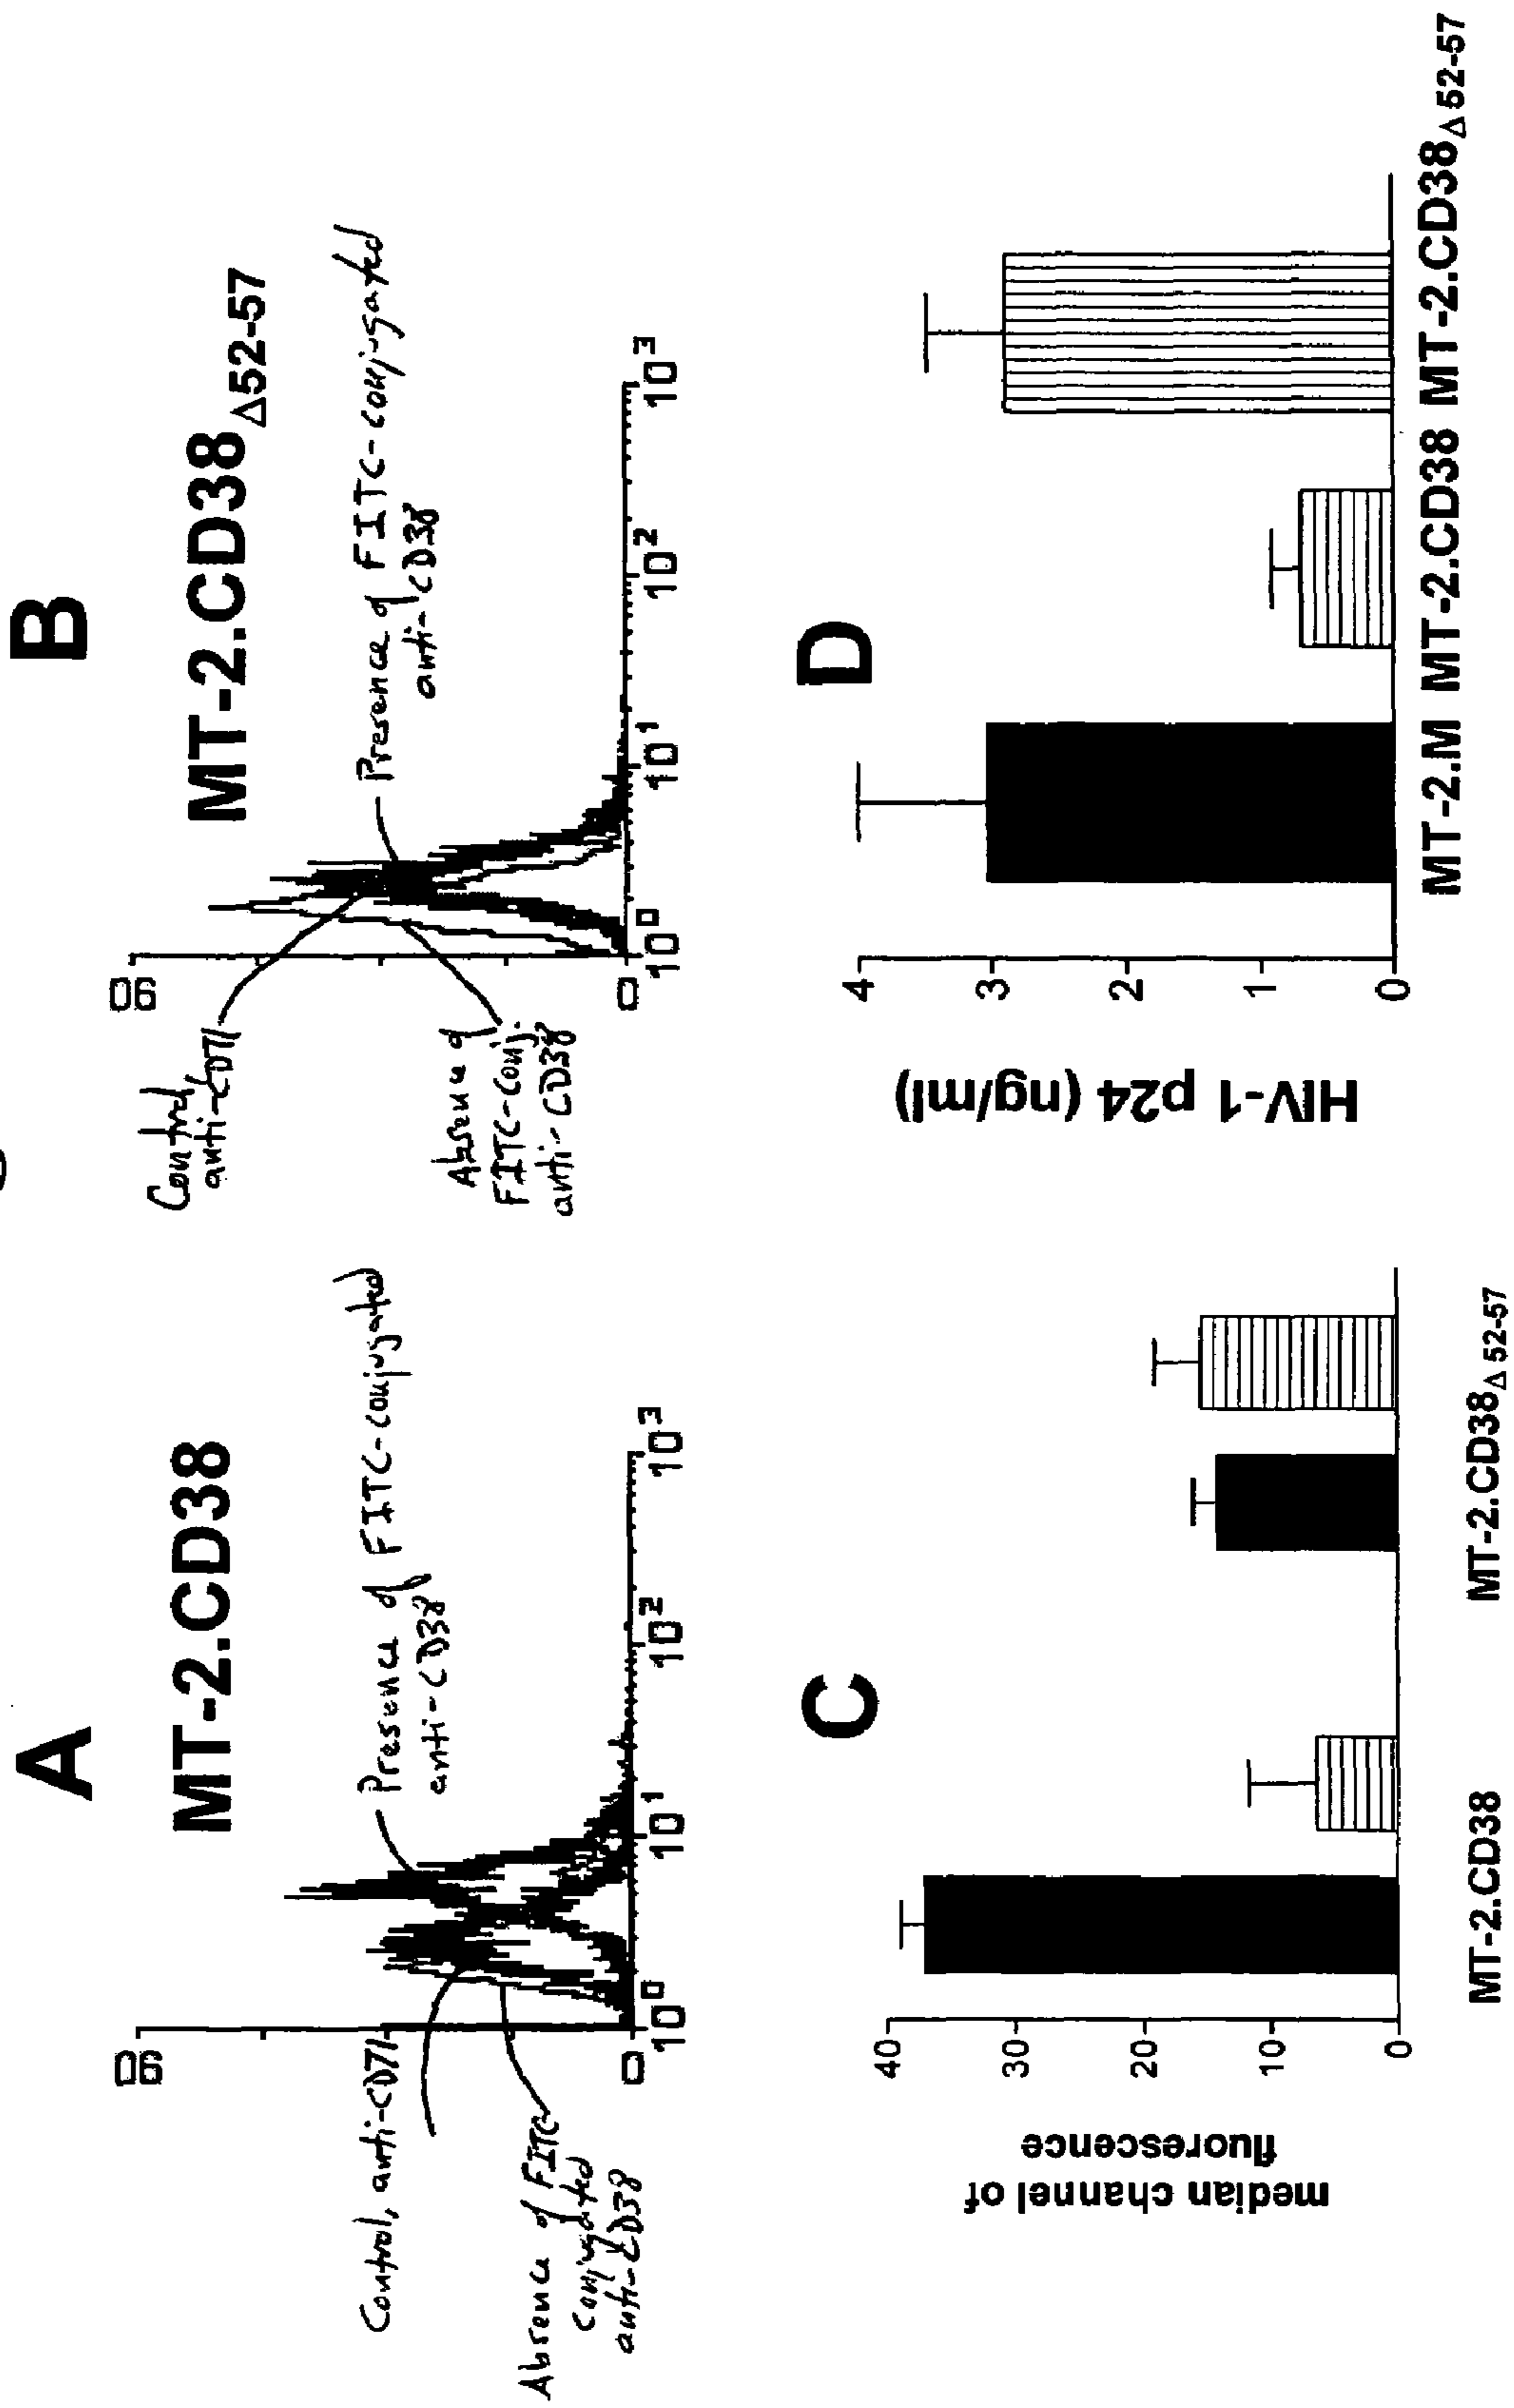 A
MT-2.CD38
Control, anti-CD71
Presence of FITC-conjugated
anti-CD38
Absence of FITC
conjugated
anti-CD38
90
0
10⁰ 10¹ 10² 10³
B
MT-2.CD38Δ52-57
Control
anti-CD71
Presence of FITC-conjugated
anti-CD38
Absence of
FITC-conj.
anti-CD38
90
0
10⁰ 10¹ 10² 10³
C
median channel of
fluorescence
40
30
20
10
0
MT-2.CD38 MT-2.CD38Δ52-57
D
HIV-1 p24 (ng/ml)
4
3
2
1
0
MT-2.M MT-2.CD38 MT-2.CD38Δ52-57